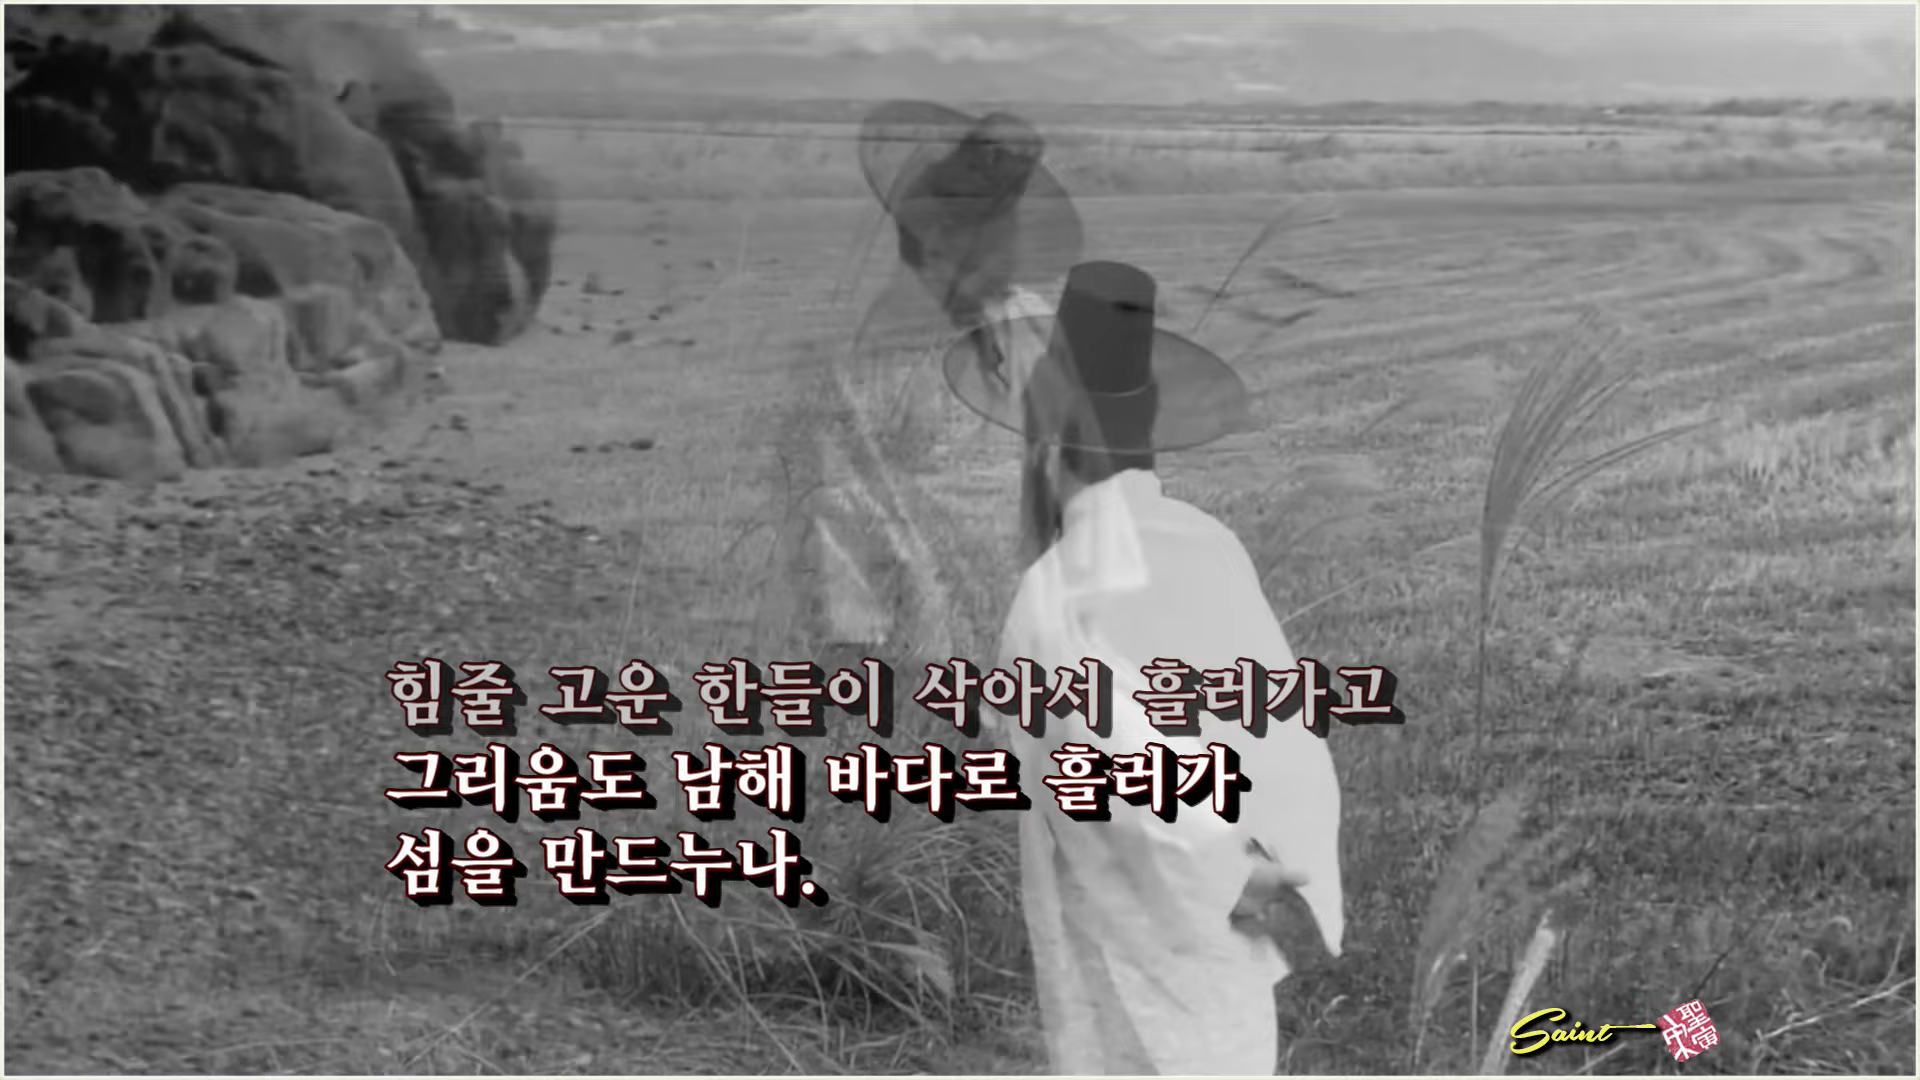 힘줄 고운 한들이 삭아서 흘러가고
그리움도 남해 바다로 흘러가
섬을 만드누나.
Saint